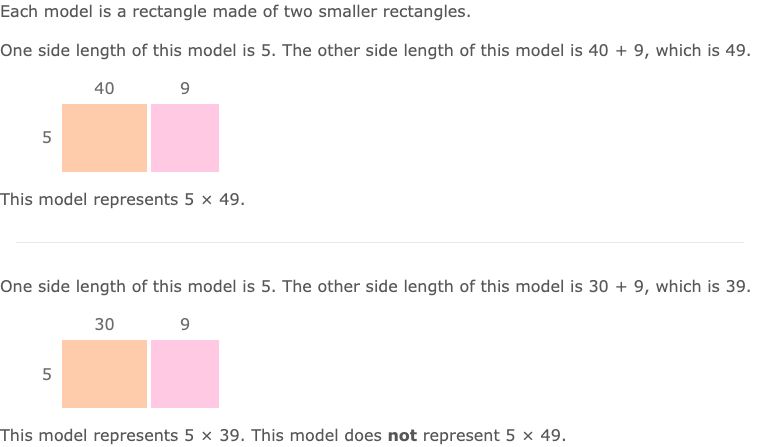 Each model is a rectangle made of two smaller rectangles.
One side length of this model is 5. The other side length of this model is 40 + 9, which is 49.
40 9
5
This model represents 5 × 49.
One side length of this model is 5. The other side length of this model is 30 + 9, which is 39.
30 9
5
This model represents 5 × 39. This model does not represent 5 × 49.